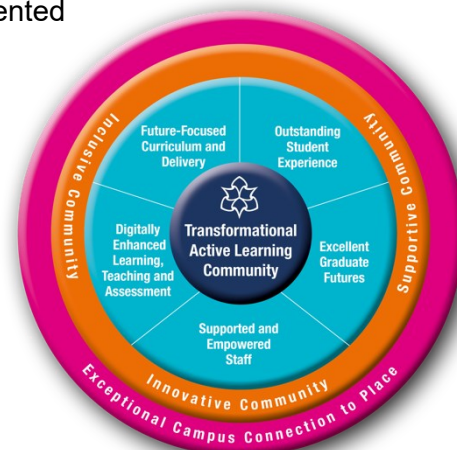 ented
Inclusive Community
Supportive Community
Future-Focused
Curriculum and
Delivery
Outstanding
Student
Experience
Digitally
Enhanced
Learning,
Teaching and
Assessment
Transformational
Active Learning
Community
Excellent
Graduate
Futures
Supported and
Empowered
Staff
Innovative Community
Exceptional Campus Connection to Place